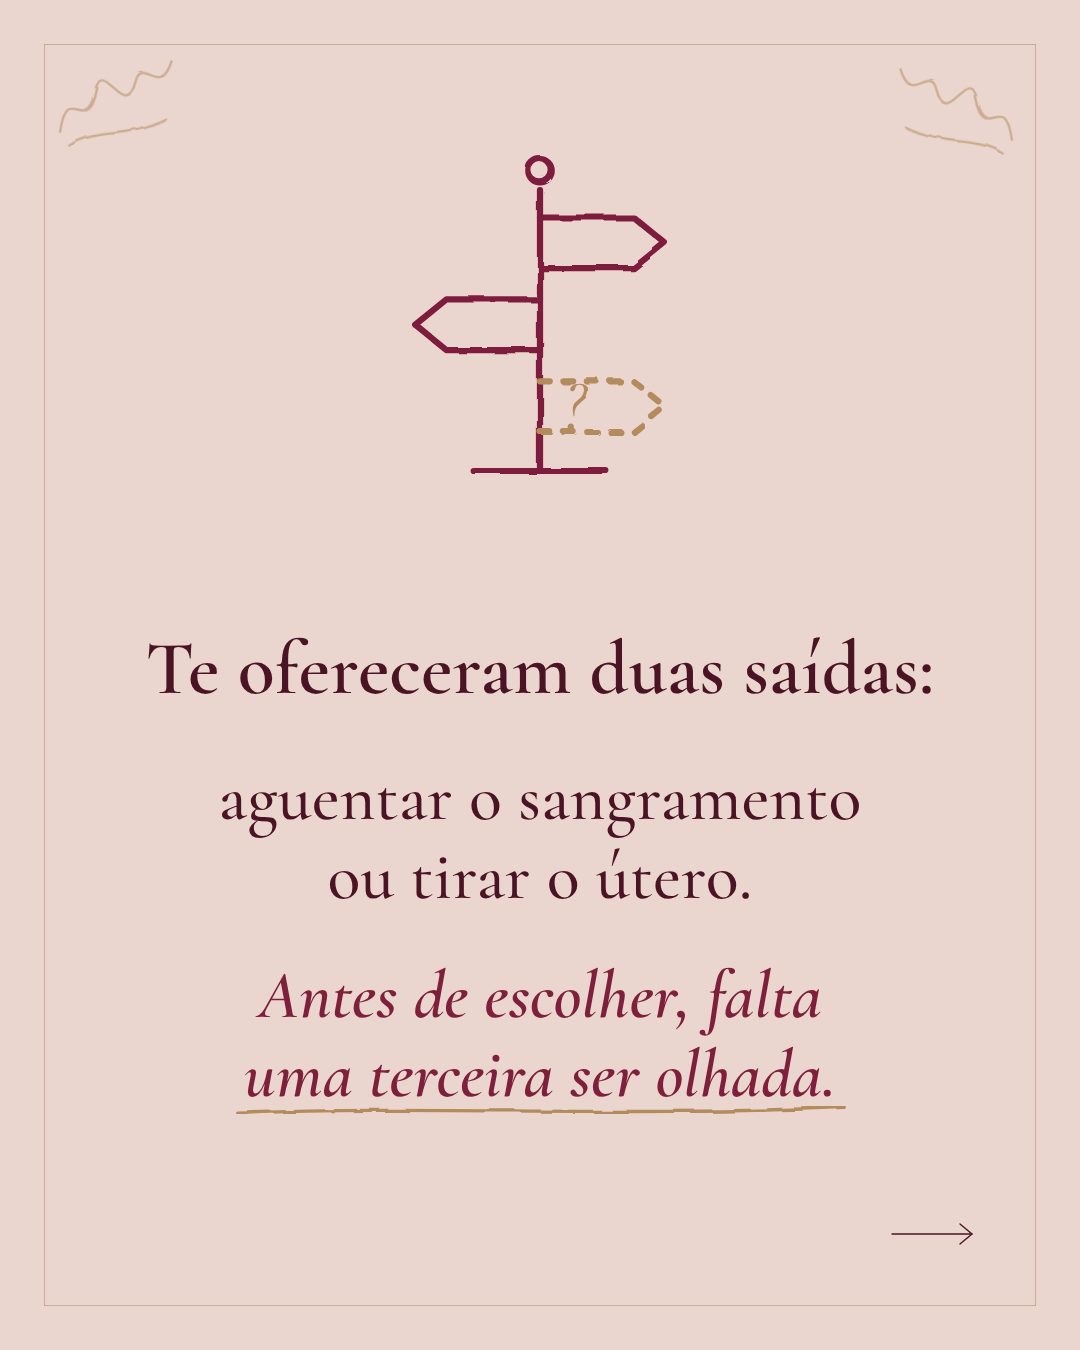 ?
Te ofereceram duas saídas:
aguentar o sangramento
ou tirar o útero.
Antes de escolher, falta
uma terceira ser olhada.